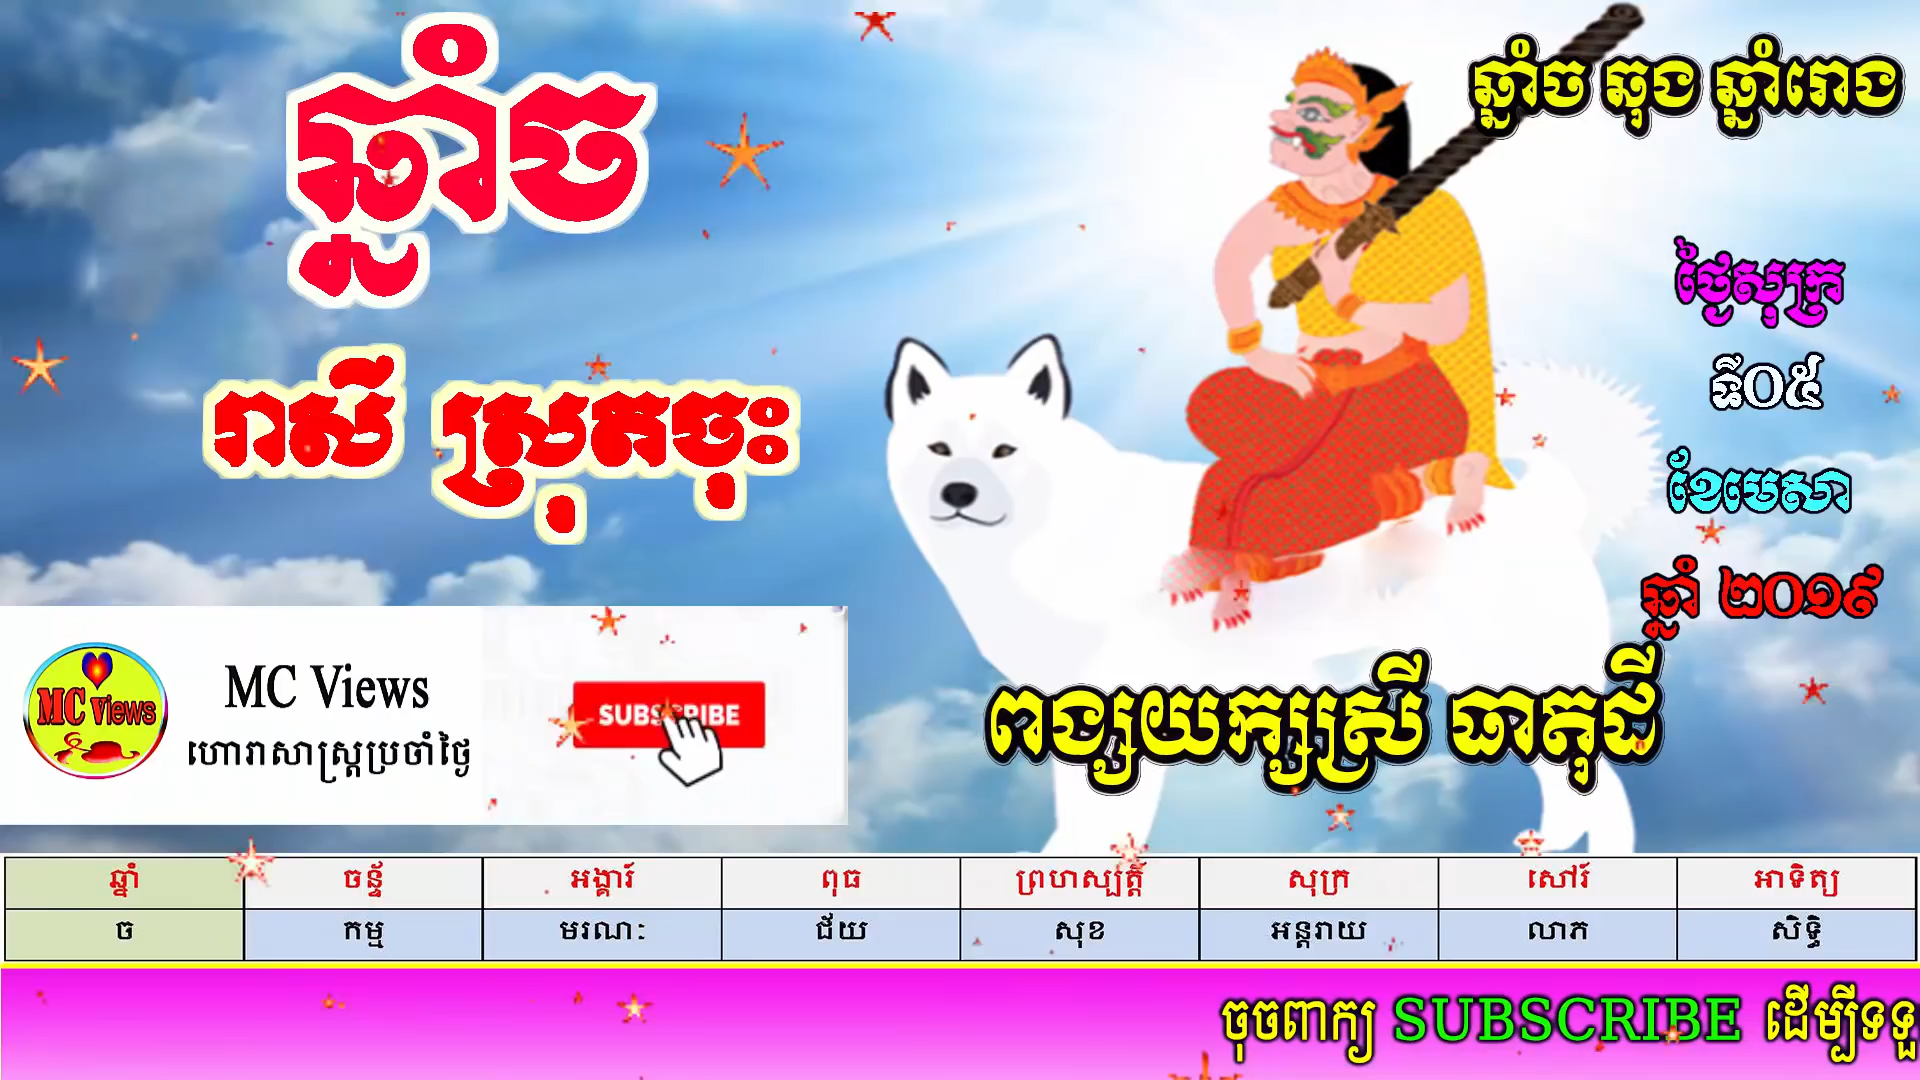 ឆ្នាំច
រាសី ស្រុតចុះ
ឆ្នាំច ឆុង ឆ្នាំរោង
ថ្ងៃសុក្រ
ទី០៥
ខែមេសា
ឆ្នាំ ២០១៩
ពង្សយក្សស្រី ធាតុដី
MC Views
MC Views
ហោរាសាស្ត្រប្រចាំថ្ងៃ
SUBSCRIBE
ឆ្នាំ ចន្ទ័ អង្គារ៍ ពុធ ព្រហស្បត្តិ៍ សុក្រ សៅរ៍ អាទិត្យ
ច កម្ម មរណៈ ជ័យ សុខ អន្តរាយ លាភ សិទ្ធិ
ចុចពាក្យ SUBSCRIBE ដើម្បីទទួ